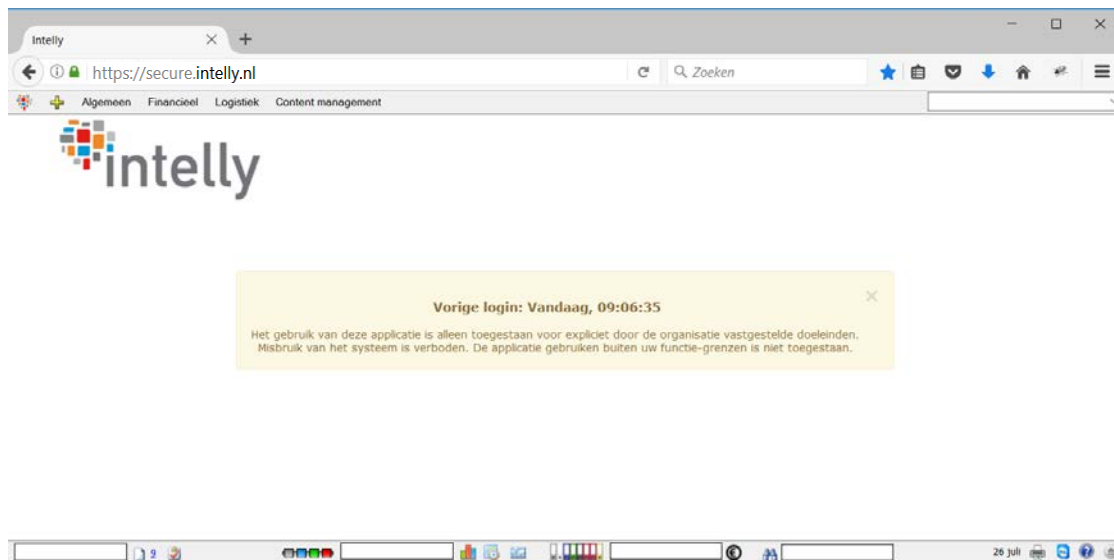 Intelly
https://secure.intelly.nl
Zoeken
Algemeen Financieel Logistiek Content management
intelly
Vorige login: Vandaag, 09:06:35
Het gebruik van deze applicatie is alleen toegestaan voor expliciet door de organisatie vastgestelde doeleinden.
Misbruik van het systeem is verboden. De applicatie gebruiken buiten uw functie-grenzen is niet toegestaan.
26 juli